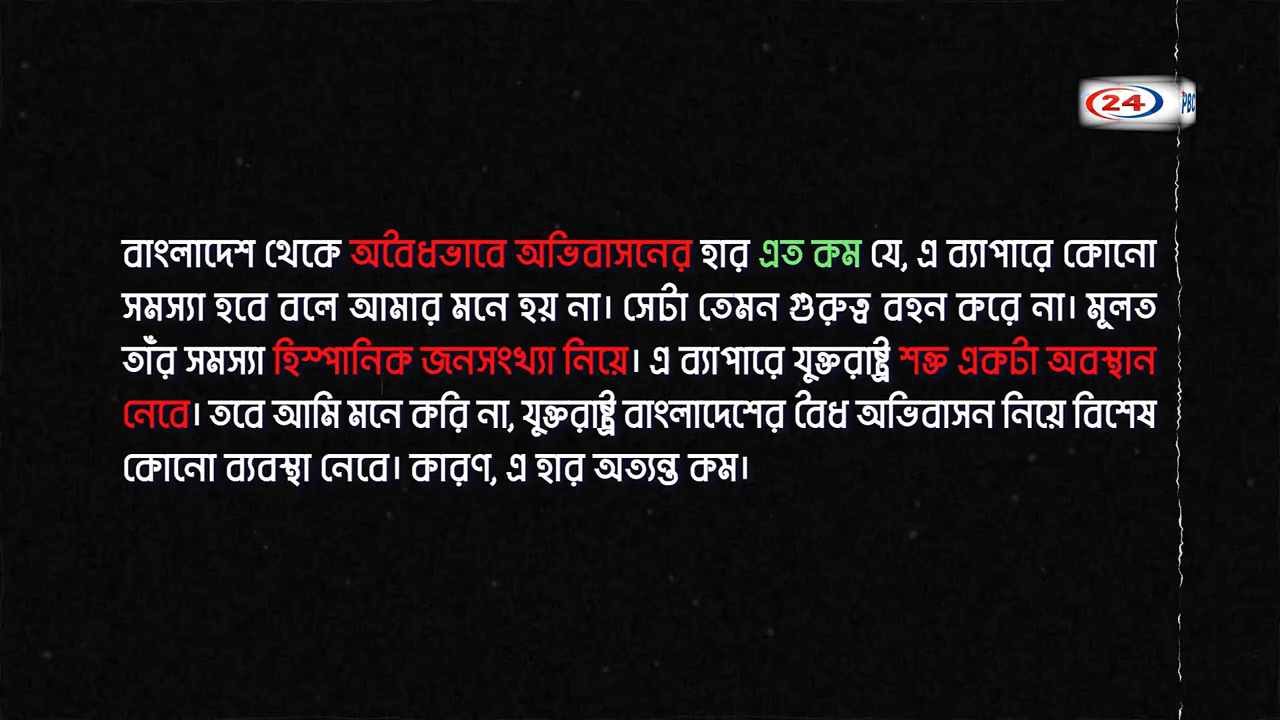 24 PBC
বাংলাদেশ থেকে অবৈধভাবে অভিবাসনের হার এত কম যে, এ ব্যাপারে কোনো
সমস্যা হবে বলে আমার মনে হয় না। সেটা তেমন গুরুত্ব বহন করে না। মূলত
তাঁর সমস্যা হিস্পানিক জনসংখ্যা নিয়ে। এ ব্যাপারে যুক্তরাষ্ট্র শক্ত একটা অবস্থান
নেবে। তবে আমি মনে করি না, যুক্তরাষ্ট্র বাংলাদেশের বৈধ অভিবাসন নিয়ে বিশেষ
কোনো ব্যবস্থা নেবে। কারণ, এ হার অত্যন্ত কম।